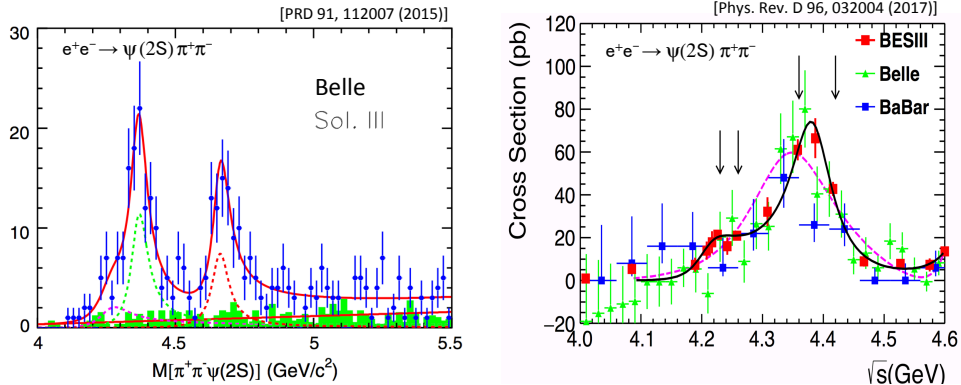 [PRD 91, 112007 (2015)]
30
20
10
0
e⁺e⁻ → ψ(2S) π⁺π⁻
Belle
Sol. III
4
4.5
5
5.5
M[π⁺π⁻ψ(2S)] (GeV/c²)
[Phys. Rev. D 96, 032004 (2017)]
Cross Section (pb)
120
100
80
60
40
20
0
−20
e⁺e⁻ → ψ(2S) π⁺π⁻
BESIII
Belle
BaBar
4.0
4.1
4.2
4.3
4.4
4.5
4.6
√s(GeV)